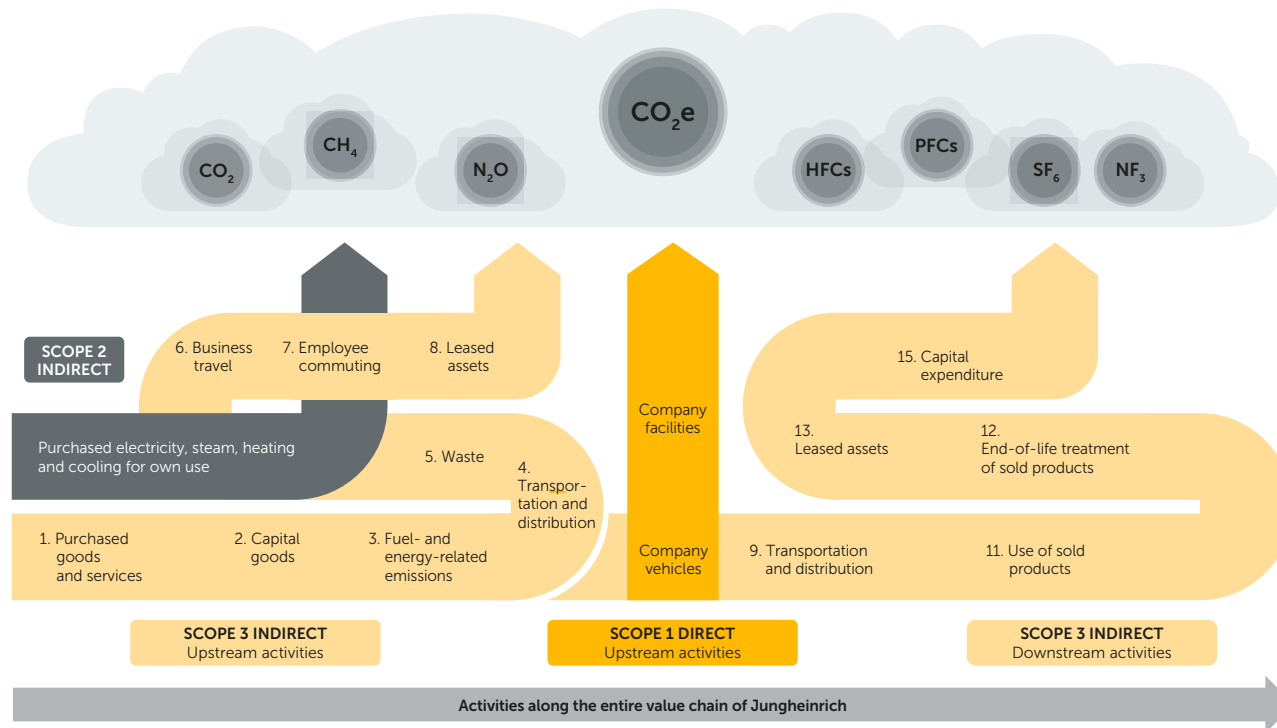 CO₂e
CO₂
CH₄
N₂O
HFCs
PFCs
SF₆
NF₃
SCOPE 2
INDIRECT
6. Business
travel
7. Employee
commuting
8. Leased
assets
Purchased electricity, steam, heating
and cooling for own use
5. Waste
4.
Transpor-
tation and
distribution
1. Purchased
goods
and services
2. Capital
goods
3. Fuel- and
energy-related
emissions
Company
facilities
Company
vehicles
15. Capital
expenditure
13.
Leased assets
12.
End-of-life treatment
of sold products
9. Transportation
and distribution
11. Use of sold
products
SCOPE 3 INDIRECT
Upstream activities
SCOPE 1 DIRECT
Upstream activities
SCOPE 3 INDIRECT
Downstream activities
Activities along the entire value chain of Jungheinrich